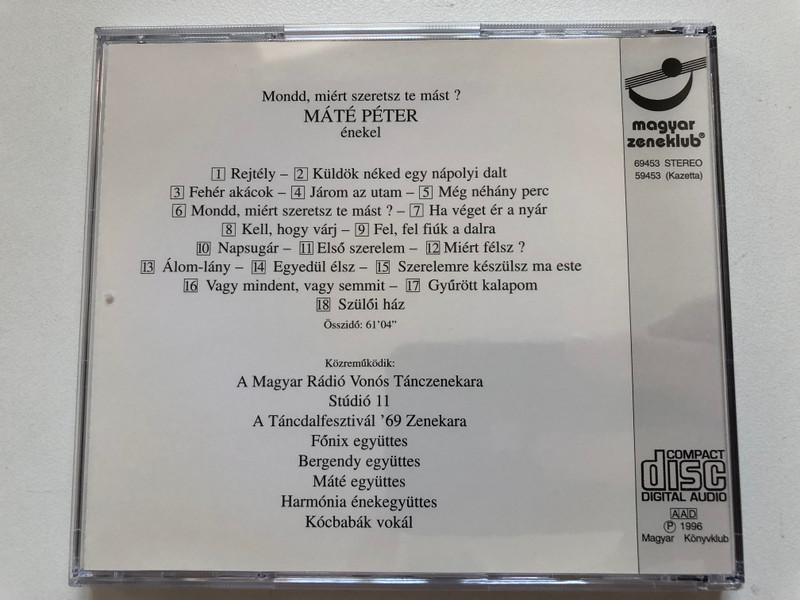 Mondd, miért szeretsz te mást ?
MÁTÉ PÉTER
énekel
1 Rejtély – 2 Küldök néked egy nápolyi dalt
3 Fehér akácok – 4 Járom az utam – 5 Még néhány perc
6 Mondd, miért szeretsz te mást ? – 7 Ha véget ér a nyár
8 Kell, hogy várj – 9 Fel, fel fiúk a dalra
10 Napsugár – 11 Első szerelem – 12 Miért félsz ?
13 Álom-lány – 14 Egyedül élsz – 15 Szerelemre készülsz ma este
16 Vagy mindent, vagy semmit – 17 Gyűrött kalapom
18 Szülői ház
Összidő: 61'04"
Közreműködik:
A Magyar Rádió Vonós Tánczenekara
Stúdió 11
A Táncdalfesztivál '69 Zenekara
Főnix együttes
Bergendy együttes
Máté együttes
Harmónia énekegyüttes
Kócbabák vokál
magyar
zeneklub®
69453 STEREO
59453 (Kazetta)
COMPACT
disc
DIGITAL AUDIO
AAD
Ⓟ 1996
Magyar Könyvklub